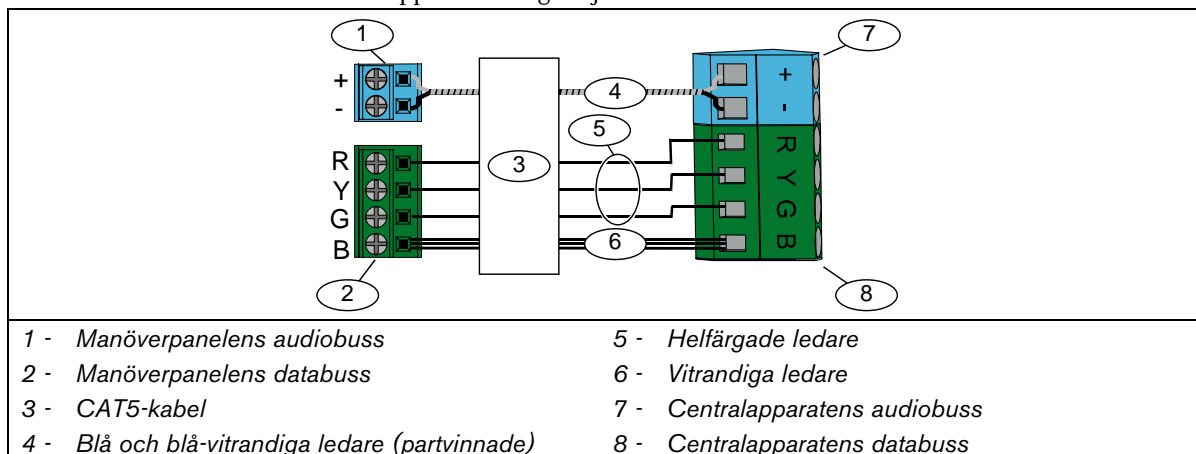 1
7
+
-
4
+
-
5
R
Y
G
B
3
R
Y
G
B
6
2
8
1 - Manöverpanelens audiobuss
2 - Manöverpanelens databuss
3 - CAT5-kabel
4 - Blå och blå-vitrandiga ledare (partvinnade)
5 - Helfärgade ledare
6 - Vitrandiga ledare
7 - Centralapparatens audiobuss
8 - Centralapparatens databuss